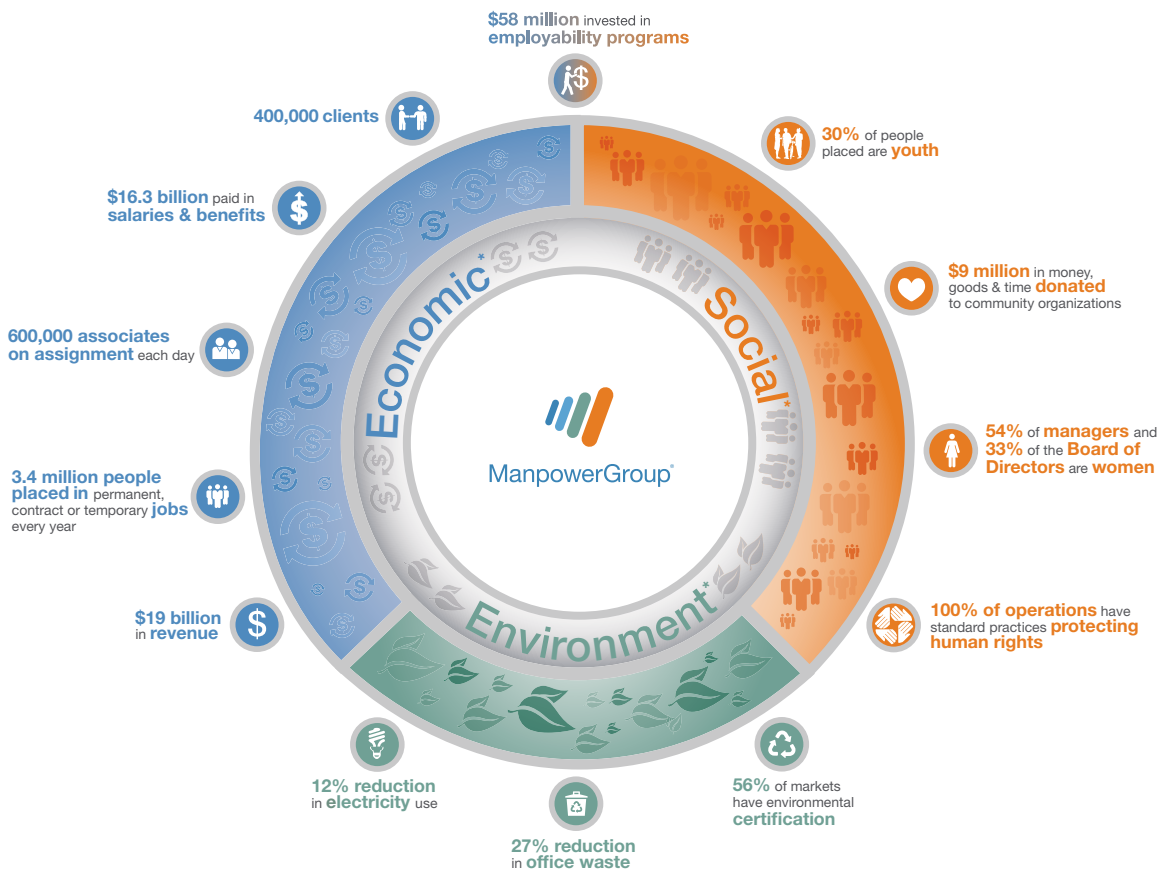 $58 million invested in
employability programs
400,000 clients
30% of people
placed are youth
$16.3 billion paid in
salaries & benefits
$9 million in money,
goods & time donated
to community organizations
Economic*
Social*
600,000 associates
on assignment each day
54% of managers and
33% of the Board of
Directors are women
ManpowerGroup®
3.4 million people
placed in permanent,
contract or temporary jobs
every year
$19 billion
in revenue
100% of operations have
standard practices protecting
human rights
Environment*
12% reduction
in electricity use
56% of markets
have environmental
certification
27% reduction
in office waste